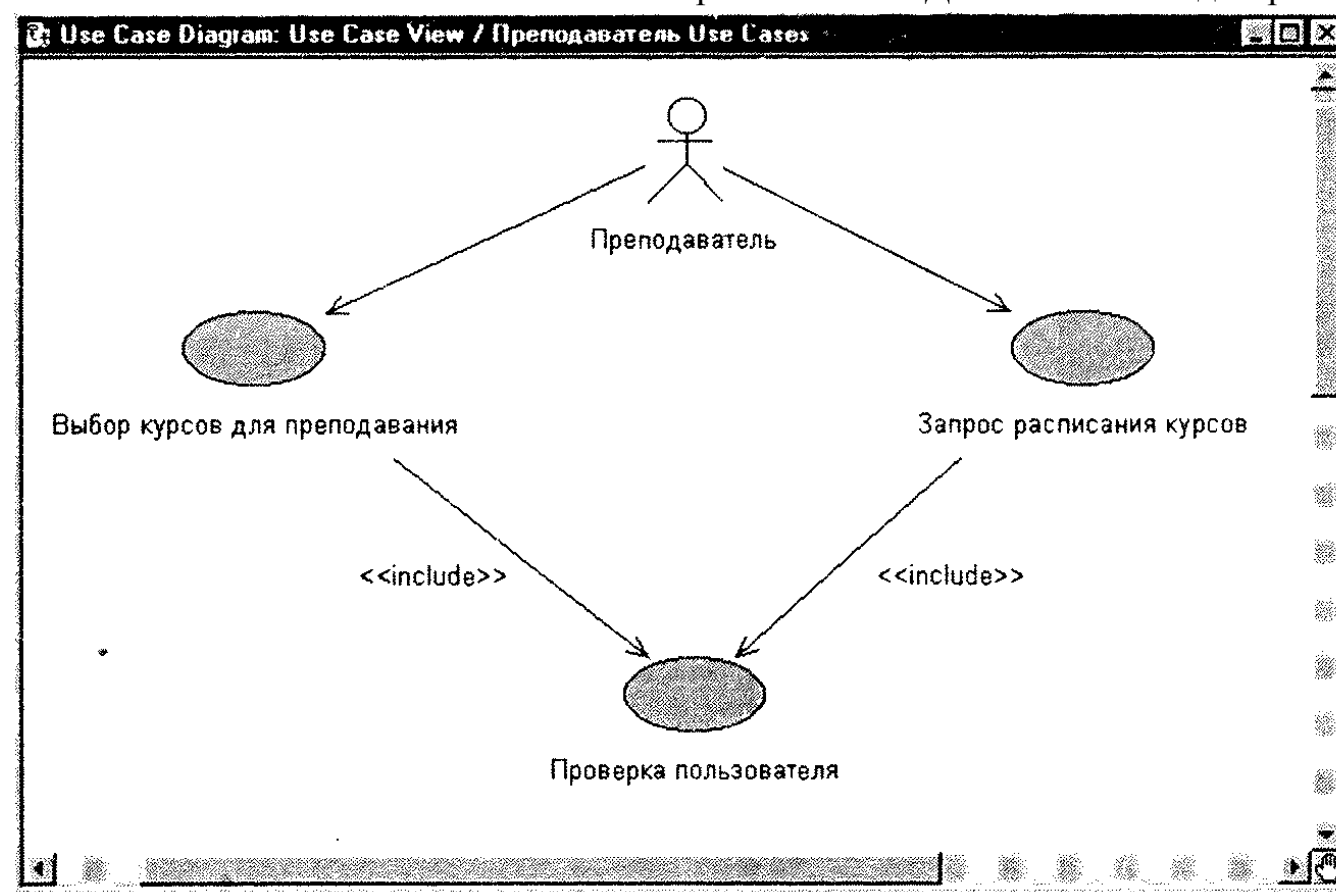 Use Case Diagram: Use Case View / Преподаватель Use Cases
Преподаватель
Выбор курсов для преподавания
Запрос расписания курсов
<<include>>
<<include>>
Проверка пользователя